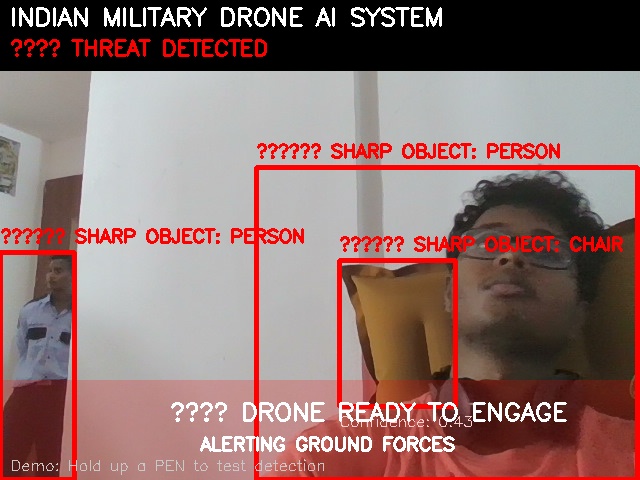 INDIAN MILITARY DRONE AI SYSTEM
???? THREAT DETECTED
?????? SHARP OBJECT: PERSON
?????? SHARP OBJECT: PERSON
?????? SHARP OBJECT: CHAIR
???? DRONE READY TO ENGAGE
Confidence: 0.43
ALERTING GROUND FORCES
Demo: Hold up a PEN to test detection